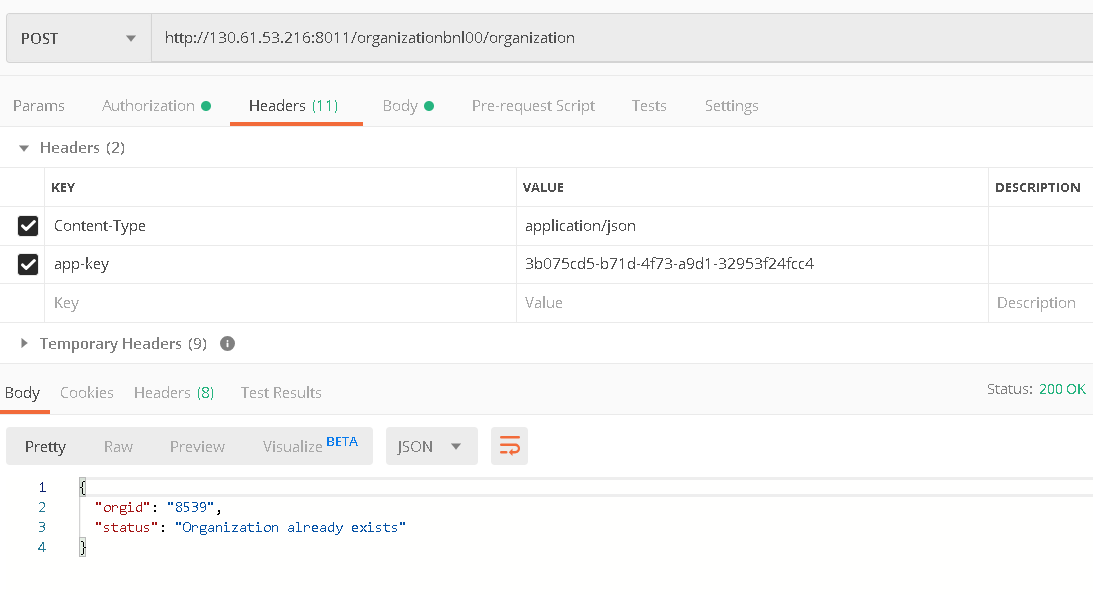 POST http://130.61.53.216:8011/organizationbnl00/organization
Params Authorization Headers (11) Body Pre-request Script Tests Settings
Headers (2)
KEY VALUE DESCRIPTION
Content-Type application/json
app-key 3b075cd5-b71d-4f73-a9d1-32953f24fcc4
Key Value Description
Temporary Headers (9) i
Body Cookies Headers (8) Test Results Status: 200 OK
Pretty Raw Preview Visualize BETA JSON
1 {
2 "orgid": "8539",
3 "status": "Organization already exists"
4 }